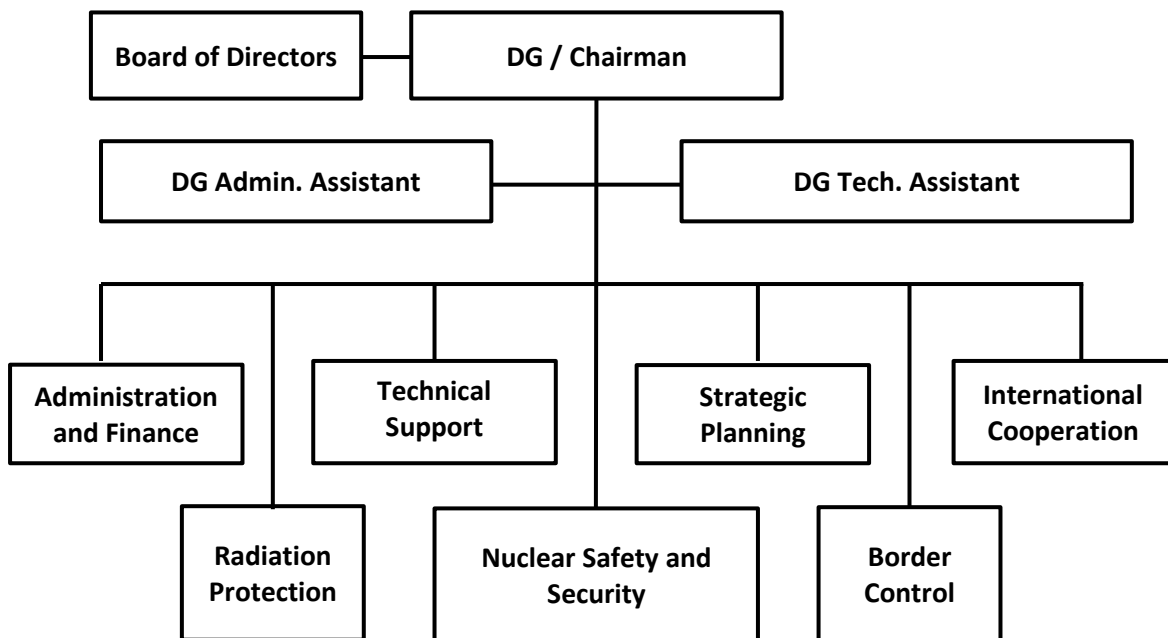 Board of Directors
DG / Chairman
DG Admin. Assistant
DG Tech. Assistant
Administration
and Finance
Technical
Support
Strategic
Planning
International
Cooperation
Radiation
Protection
Nuclear Safety and
Security
Border
Control